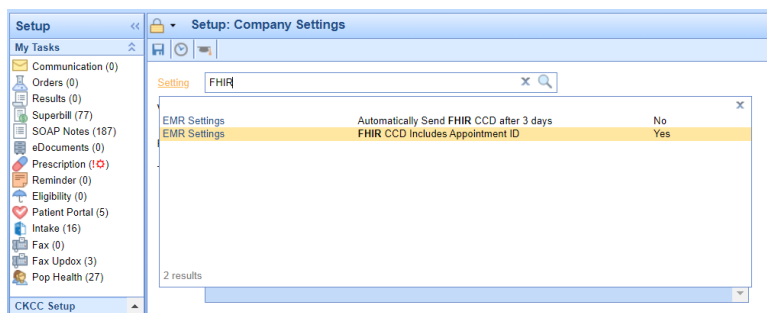 Setup
Setup: Company Settings
My Tasks
Communication (0)
Orders (0)
Results (0)
Superbill (77)
SOAP Notes (187)
eDocuments (0)
Prescription (!)
Reminder (0)
Eligibility (0)
Patient Portal (5)
Intake (16)
Fax (0)
Fax Updox (3)
Pop Health (27)
CKCC Setup
Setting FHIR
EMR Settings Automatically Send FHIR CCD after 3 days No
EMR Settings FHIR CCD Includes Appointment ID Yes
2 results